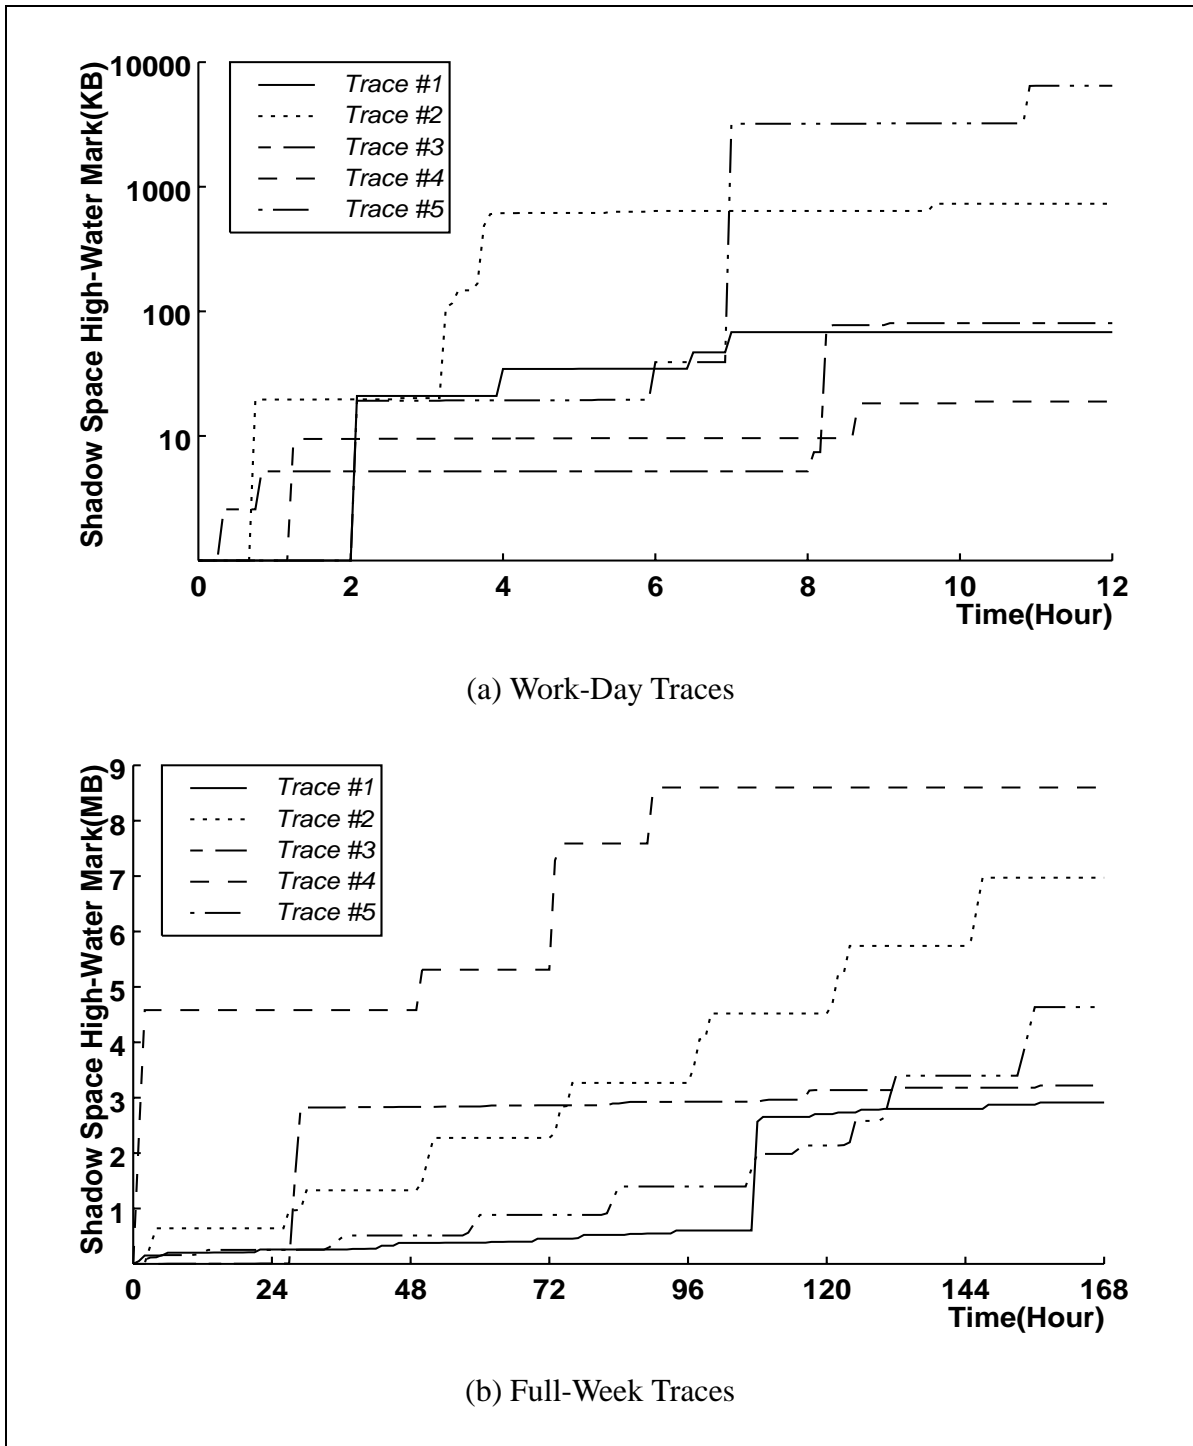 Shadow Space High-Water Mark(KB)
10000
1000
100
10
Trace #1
Trace #2
Trace #3
Trace #4
Trace #5
0 2 4 6 8 10 12
Time(Hour)
(a) Work-Day Traces
Shadow Space High-Water Mark(MB)
9
8
7
6
5
4
3
2
1
Trace #1
Trace #2
Trace #3
Trace #4
Trace #5
0 24 48 72 96 120 144 168
Time(Hour)
(b) Full-Week Traces